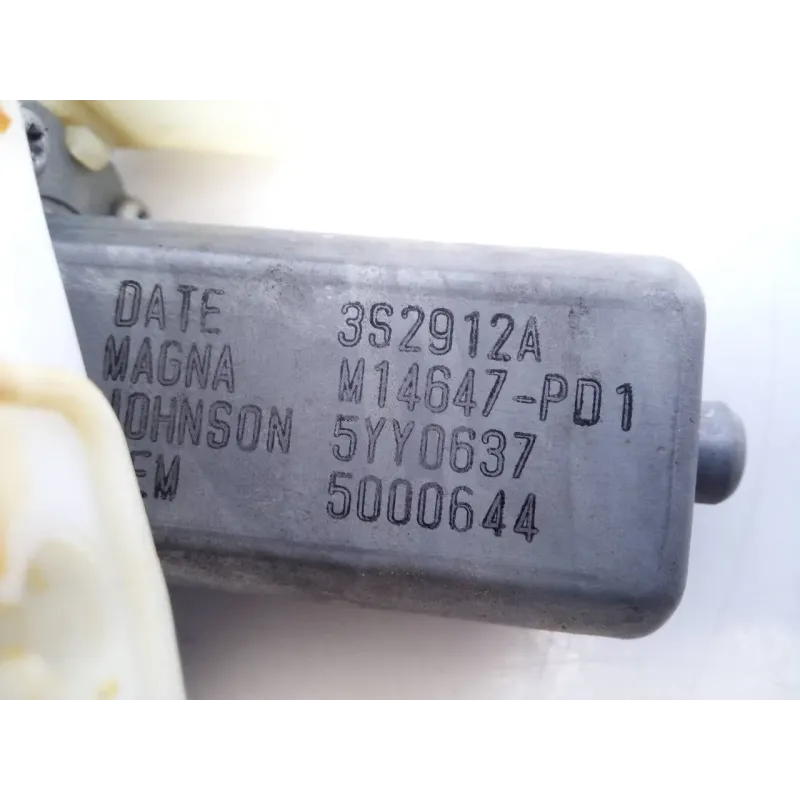 DATE 3S2912A
MAGNA M14647-PD1
JOHNSON 5YY0637
EM 5000644